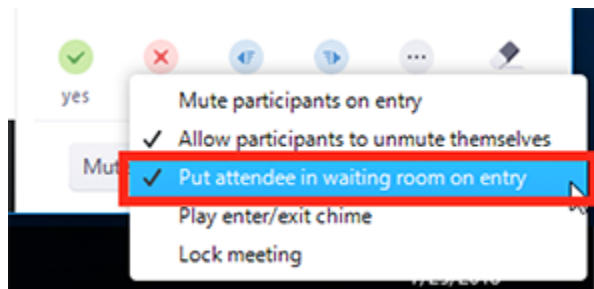 yes
Mute participants on entry
Allow participants to unmute themselves
Mut
Put attendee in waiting room on entry
Play enter/exit chime
Lock meeting